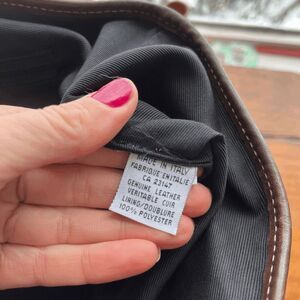 MADE IN ITALY
FABRIQUE EN ITALIE
CA 23147
GENUINE LEATHER
VERITABLE CUIR
LINING/DOUBLURE
100% POLYESTER